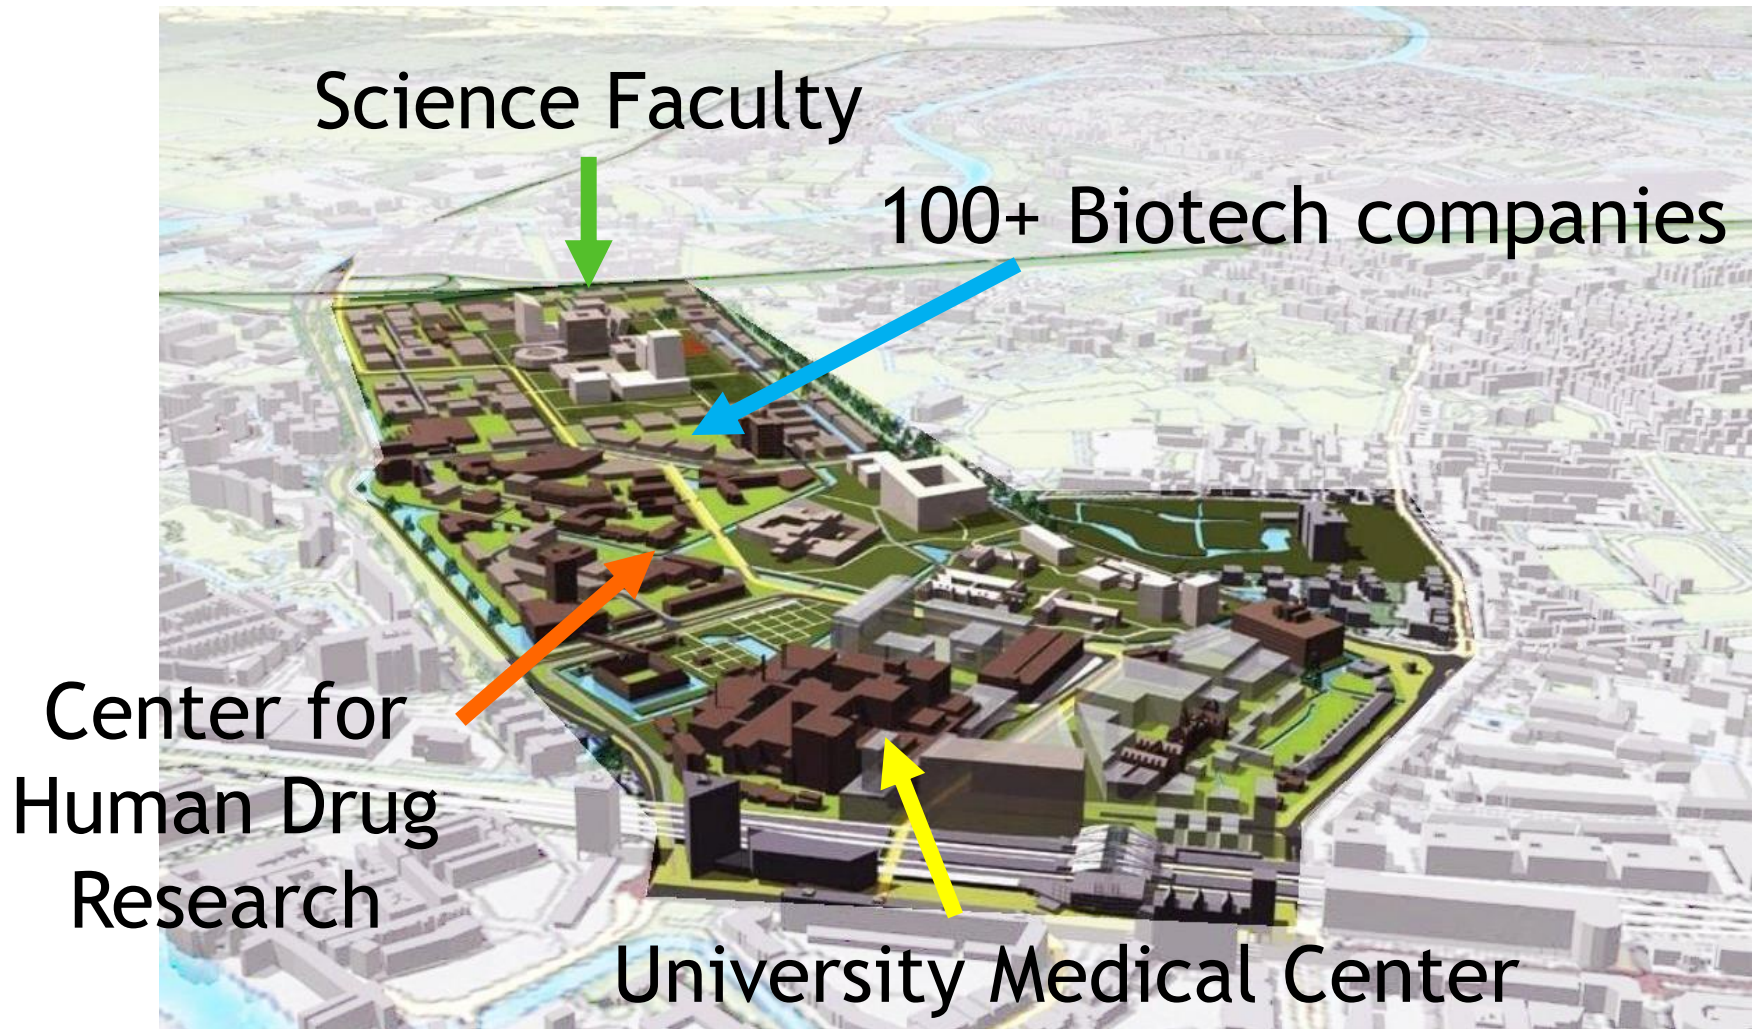 Science Faculty
100+ Biotech companies
Center for
Human Drug
Research
University Medical Center